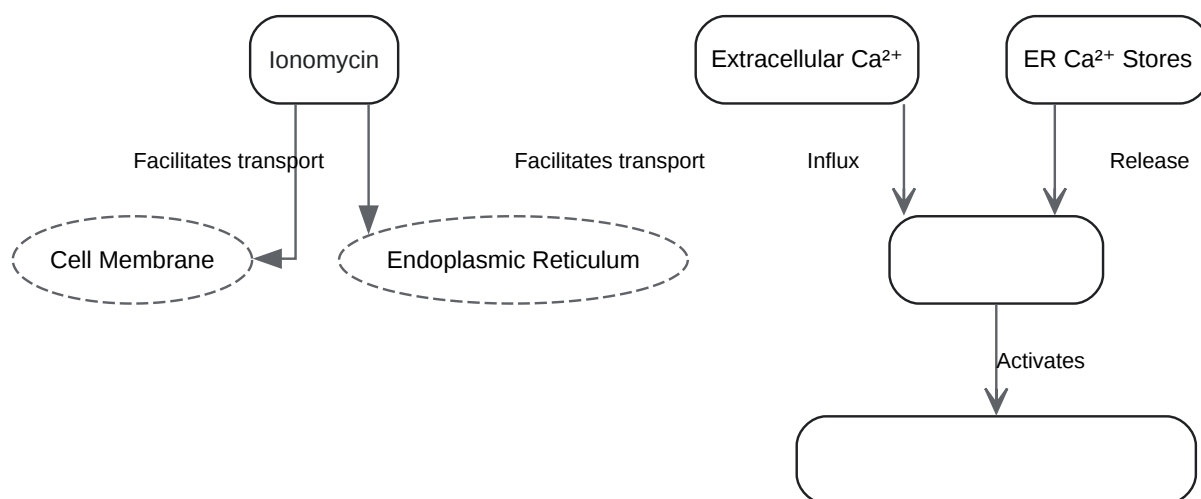 Ionomycin
Extracellular Ca²⁺
ER Ca²⁺ Stores
Facilitates transport
Facilitates transport
Influx
Release
Cell Membrane
Endoplasmic Reticulum
Activates